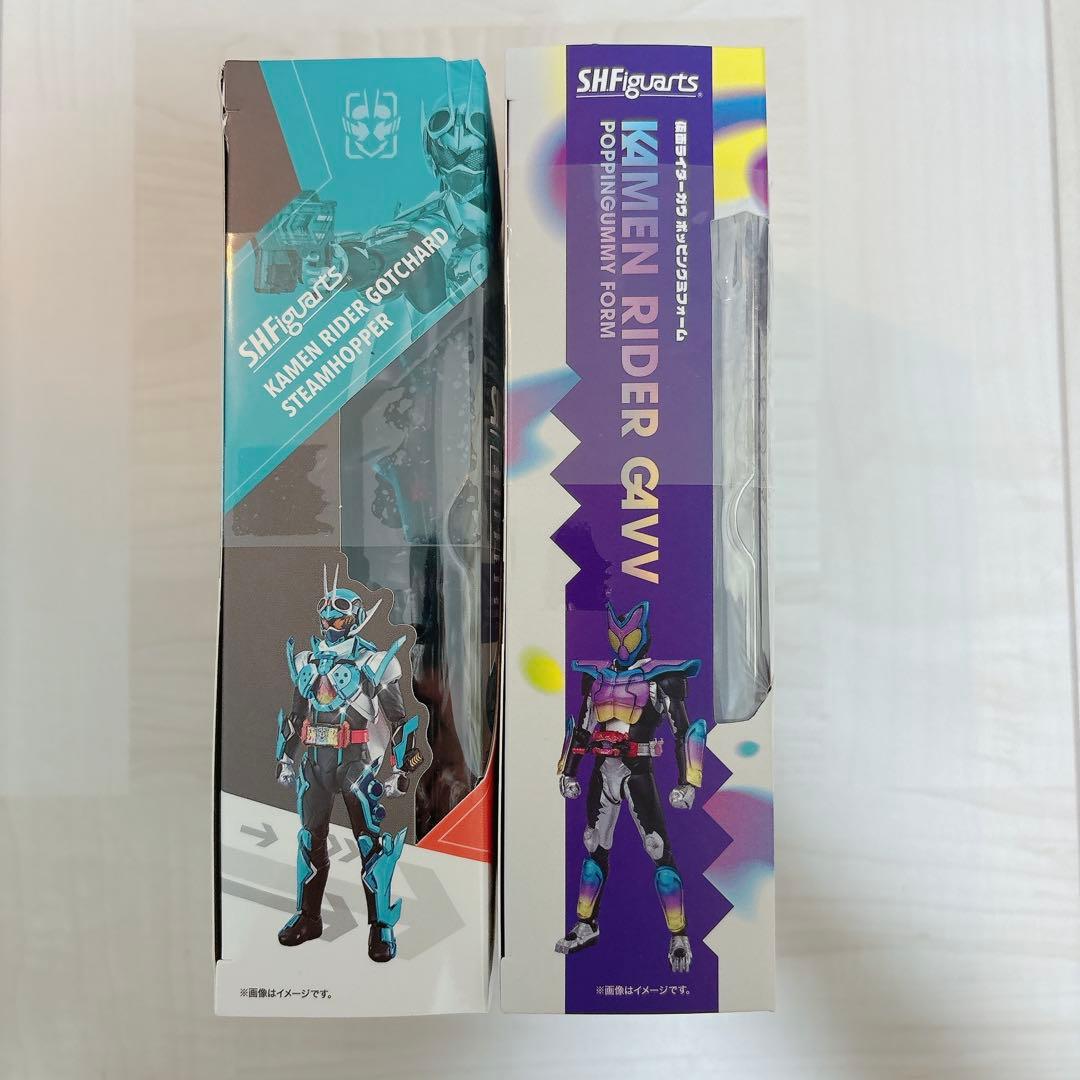 S.H.Figuarts
KAMEN RIDER GOTCHARD
STEAMHOPPER
※画像はイメージです。
S.H.Figuarts®
仮面ライダーガヴ ポッピングミフォーム
KAMEN RIDER GAVV
POPPINGUMMY FORM
※画像はイメージです。